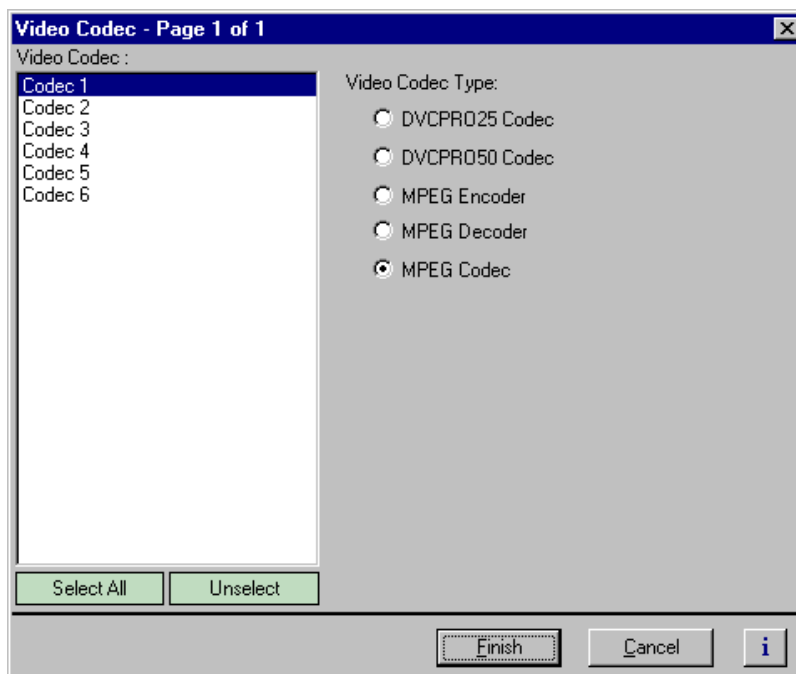 Video Codec - Page 1 of 1
Video Codec :
Codec 1
Codec 2
Codec 3
Codec 4
Codec 5
Codec 6
Select All
Unselect
Video Codec Type:
DVCPRO25 Codec
DVCPRO50 Codec
MPEG Encoder
MPEG Decoder
MPEG Codec
Finish
Cancel
i